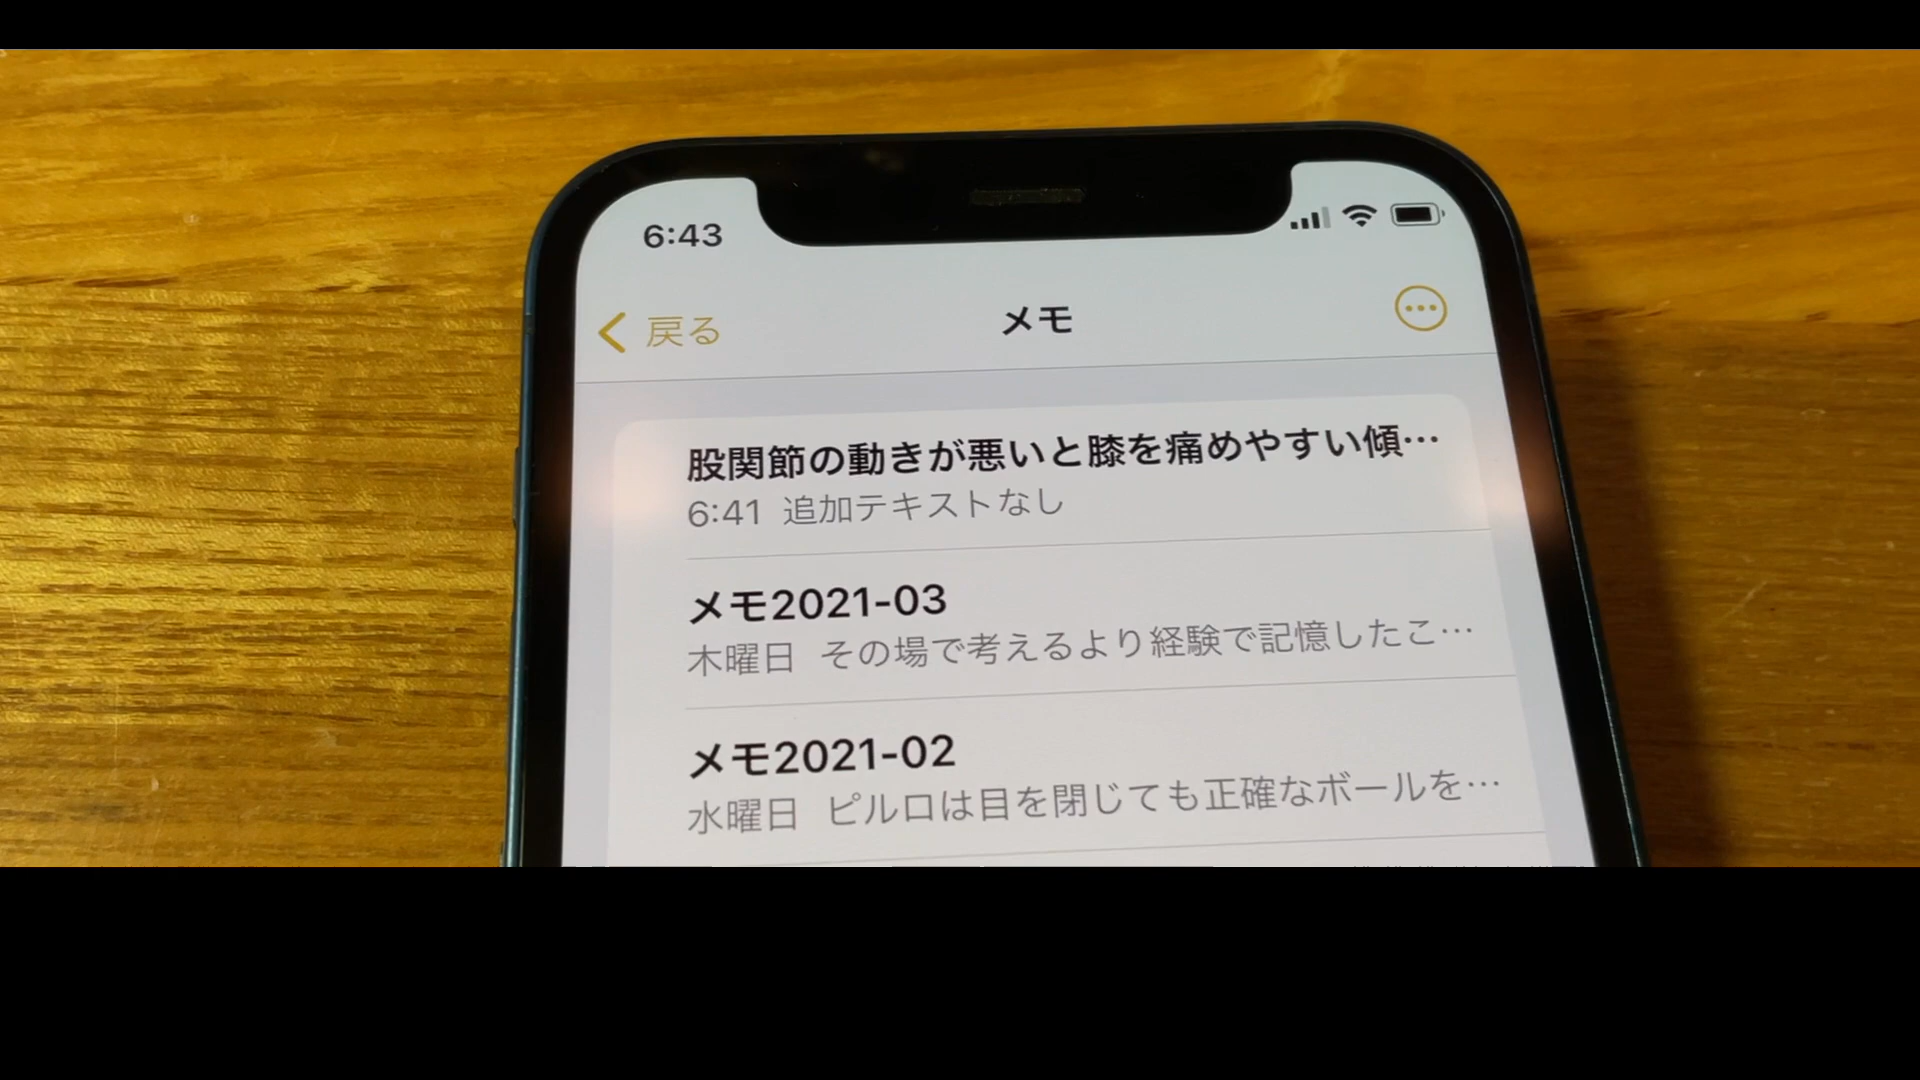 6:43
戻る
メモ
股関節の動きが悪いと膝を痛めやすい傾…
6:41 追加テキストなし
メモ2021-03
木曜日 その場で考えるより経験で記憶したこ…
メモ2021-02
水曜日 ピルロは目を閉じても正確なボールを…